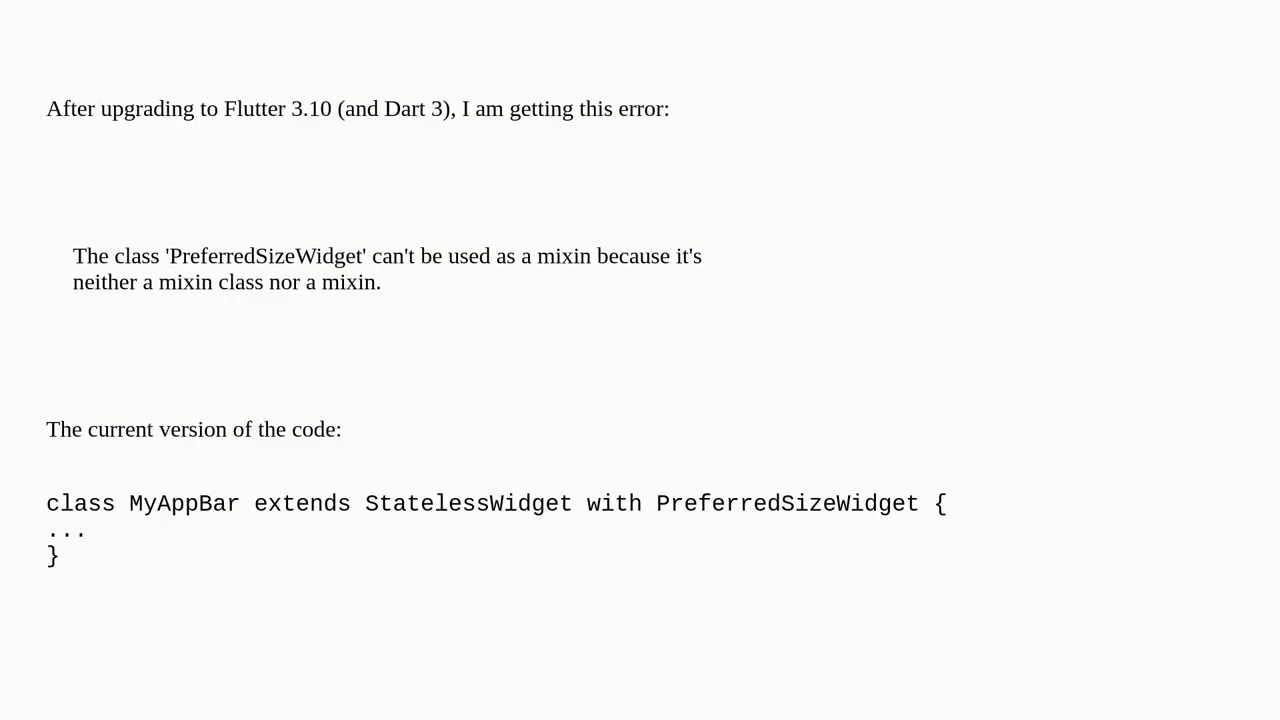 After upgrading to Flutter 3.10 (and Dart 3), I am getting this error:
The class 'PreferredSizeWidget' can't be used as a mixin because it's
neither a mixin class nor a mixin.
The current version of the code:
class MyAppBar extends StatelessWidget with PreferredSizeWidget {
...
}